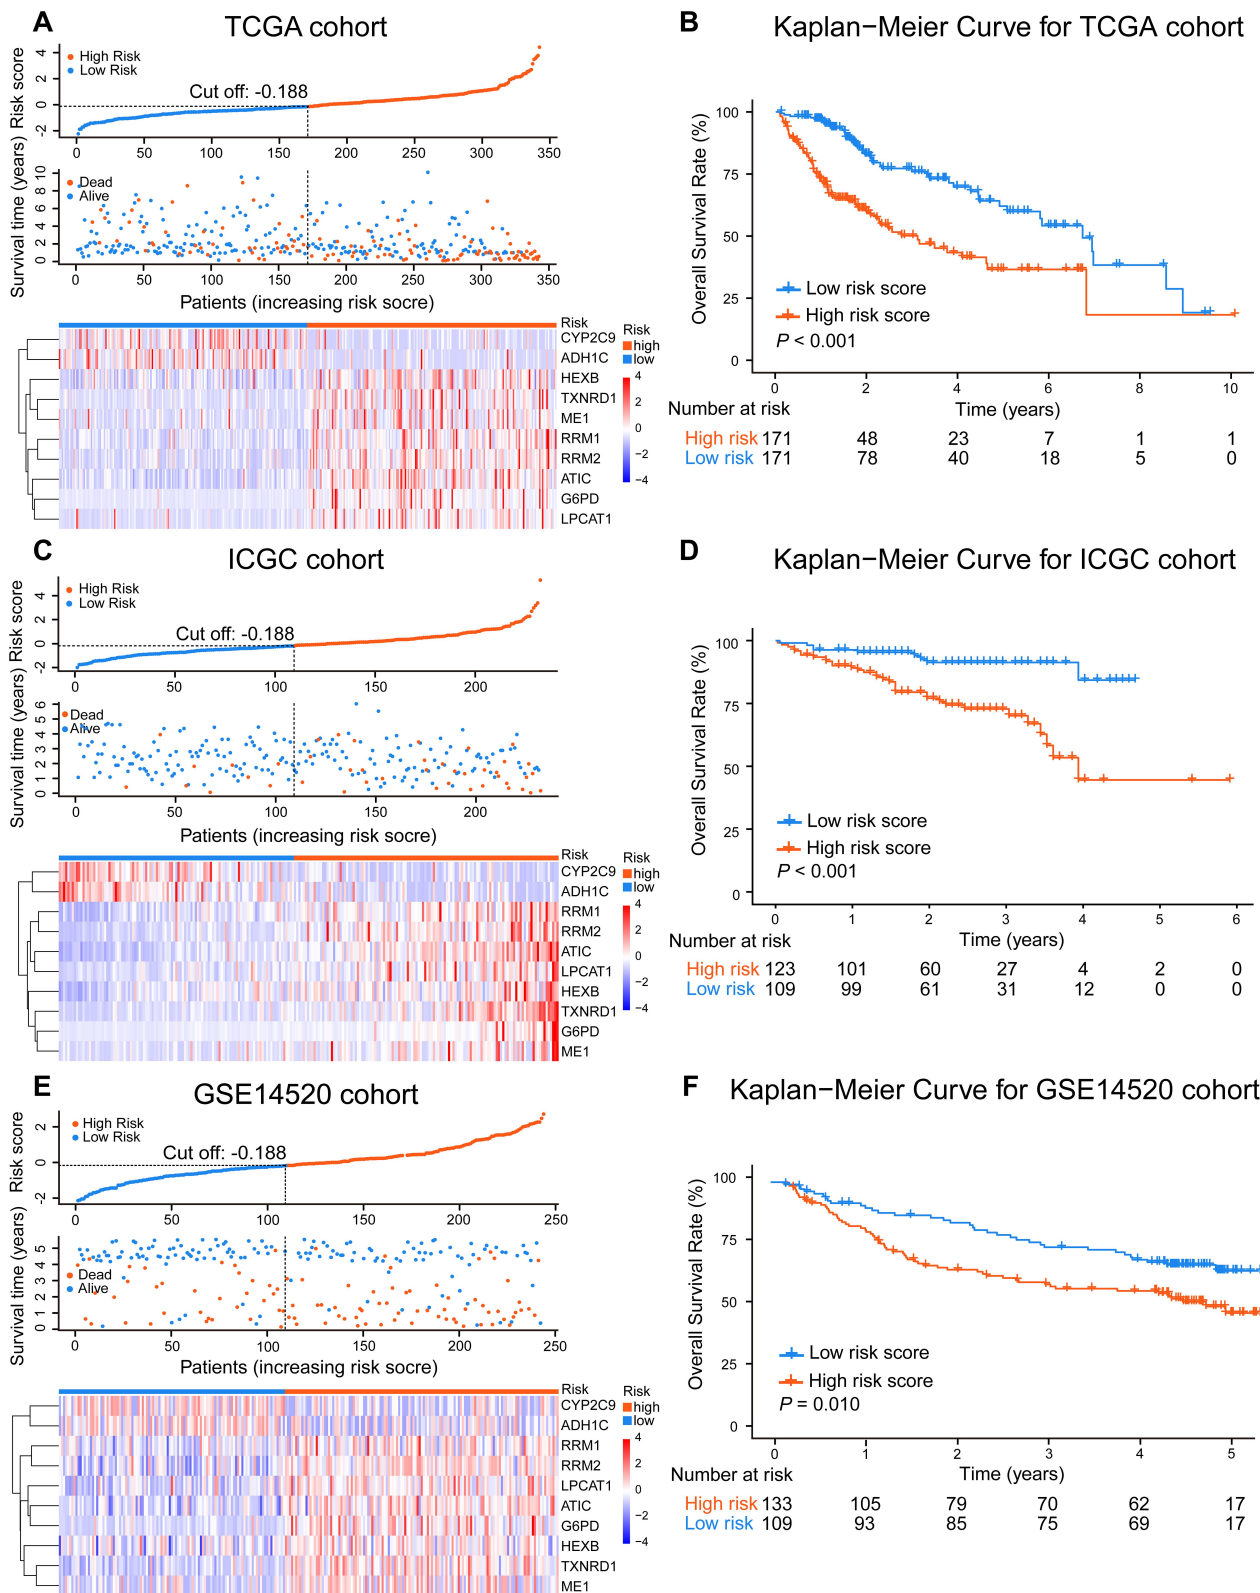 A
TCGA cohort
Risk score
4
2
0
-2
High Risk
Low Risk
Cut off: -0.188
0
50
100
150
200
250
300
350
Survival time (years)
10
8
6
4
2
0
Dead
Alive
0
50
100
150
200
250
300
350
Patients (increasing risk socre)
Risk
CYP2C9
ADH1C
HEXB
TXNRD1
ME1
RRM1
RRM2
ATIC
G6PD
LPCAT1
Risk
high
low
4
2
0
−2
−4
B
Kaplan−Meier Curve for TCGA cohort
Overall Survival Rate (%)
100
75
50
25
0
Low risk score
High risk score
P < 0.001
0 2 4 6 8 10
Number at risk
Time (years)
High risk 171 48 23 7 1 1
Low risk 171 78 40 18 5 0
C
ICGC cohort
Risk score
4
2
0
-2
High Risk
Low Risk
Cut off: -0.188
0
50
100
150
200
Survival time (years)
6
5
4
3
2
1
0
Dead
Alive
0
50
100
150
200
Patients (increasing risk socre)
Risk
CYP2C9
ADH1C
RRM1
RRM2
ATIC
LPCAT1
HEXB
TXNRD1
G6PD
ME1
Risk
high
low
4
2
0
−2
−4
D
Kaplan−Meier Curve for ICGC cohort
Overall Survival Rate (%)
100
75
50
25
0
Low risk score
High risk score
P < 0.001
0 1 2 3 4 5 6
Number at risk
Time (years)
High risk 123 101 60 27 4 2 0
Low risk 109 99 61 31 12 0 0
E
GSE14520 cohort
Risk score
2
0
-2
High Risk
Low Risk
Cut off: -0.188
0
50
100
150
200
250
Survival time (years)
5
4
3
2
1
0
Dead
Alive
0
50
100
150
200
250
Patients (increasing risk socre)
Risk
CYP2C9
ADH1C
RRM1
RRM2
LPCAT1
ATIC
G6PD
HEXB
TXNRD1
ME1
Risk
high
low
4
2
0
−2
−4
F
Kaplan−Meier Curve for GSE14520 cohort
Overall Survival Rate (%)
100
75
50
25
0
Low risk score
High risk score
P = 0.010
0 1 2 3 4 5
Number at risk
Time (years)
High risk 133 105 79 70 62 17
Low risk 109 93 85 75 69 17